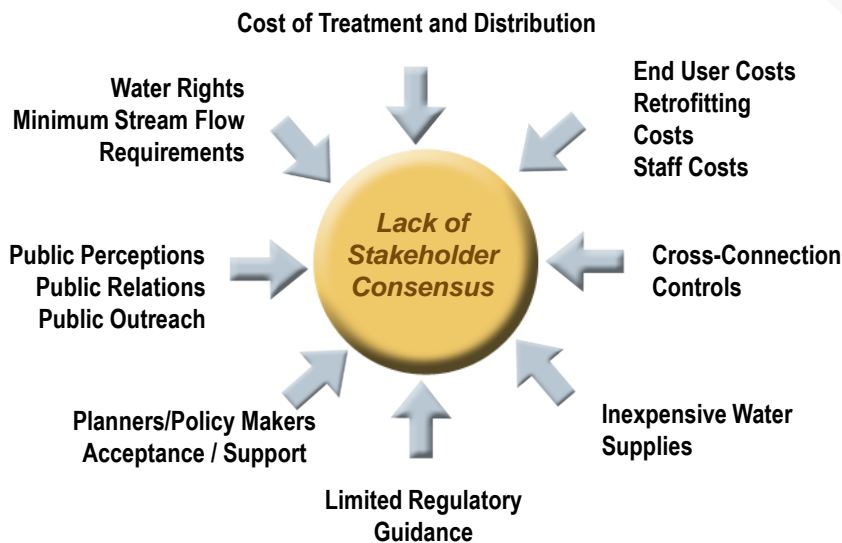 Cost of Treatment and Distribution
Water Rights
Minimum Stream Flow
Requirements
End User Costs
Retrofitting
Costs
Staff Costs
Lack of
Stakeholder
Consensus
Public Perceptions
Public Relations
Public Outreach
Cross-Connection
Controls
Planners/Policy Makers
Acceptance / Support
Inexpensive Water
Supplies
Limited Regulatory
Guidance